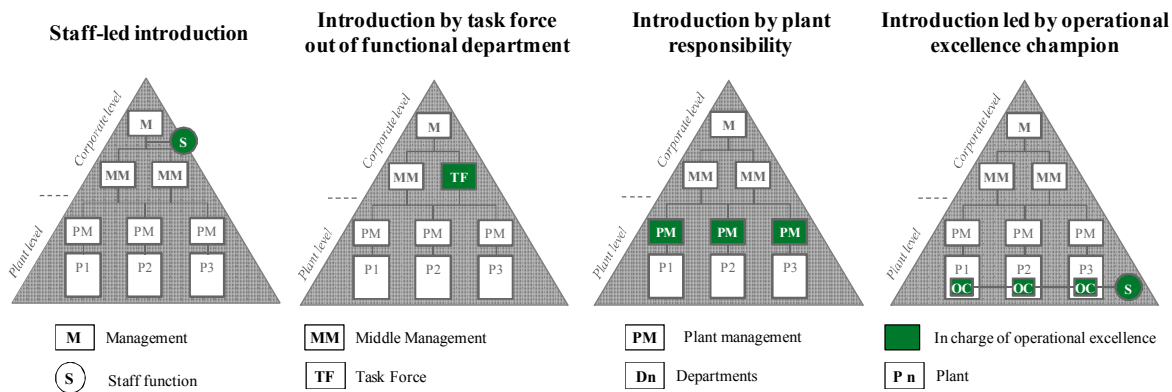 Staff-led introduction
Introduction by task force
out of functional department
Introduction by plant
responsibility
Introduction led by operational
excellence champion
Corporate level
M
S
MM MM
Plant level
PM PM PM
P1 P2 P3
Corporate level
M
MM TF
Plant level
PM PM PM
P1 P2 P3
Corporate level
M
MM MM
Plant level
PM PM PM
P1 P2 P3
Corporate level
M
MM MM
Plant level
PM PM PM
P1 P2 P3
OC OC OC S
M Management
MM Middle Management
PM Plant management
In charge of operational excellence
S Staff function
TF Task Force
Dn Departments
P n Plant